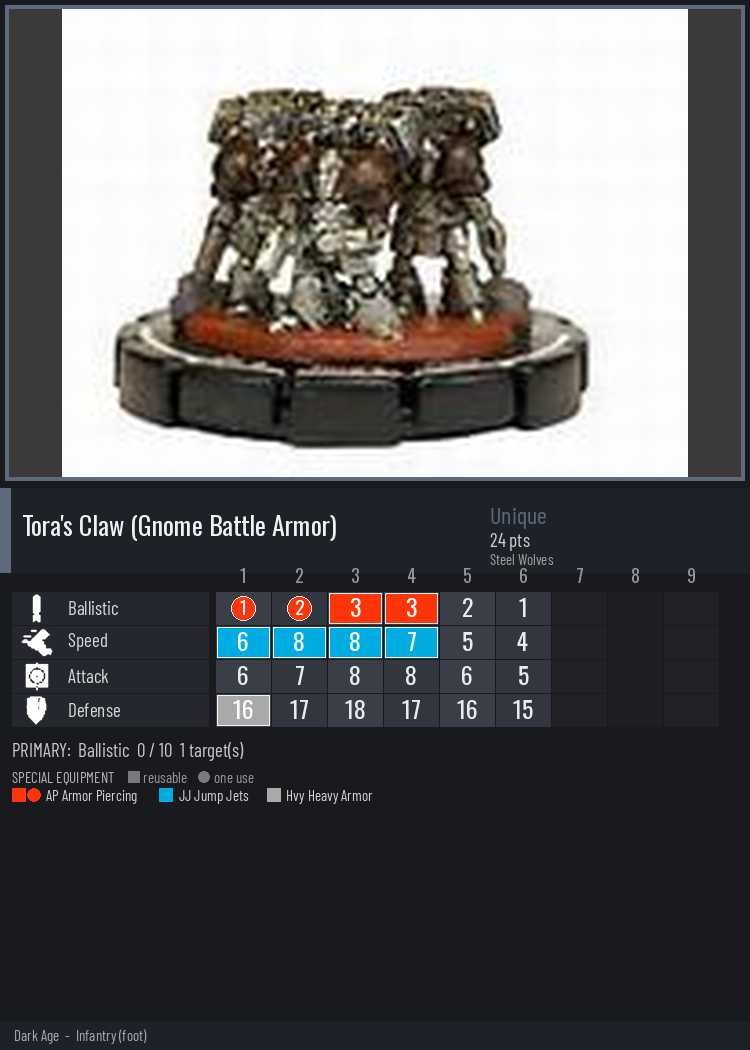 Tora's Claw (Gnome Battle Armor)
Unique
24 pts
Steel Wolves
1 2 3 4 5 6 7 8 9
Ballistic 1 2 3 3 2 1
Speed 6 8 8 7 5 4
Attack 6 7 8 8 6 5
Defense 16 17 18 17 16 15
PRIMARY: Ballistic 0 / 10 1 target(s)
SPECIAL EQUIPMENT reusable one use
AP Armor Piercing JJ Jump Jets Hvy Heavy Armor
Dark Age - Infantry (foot)